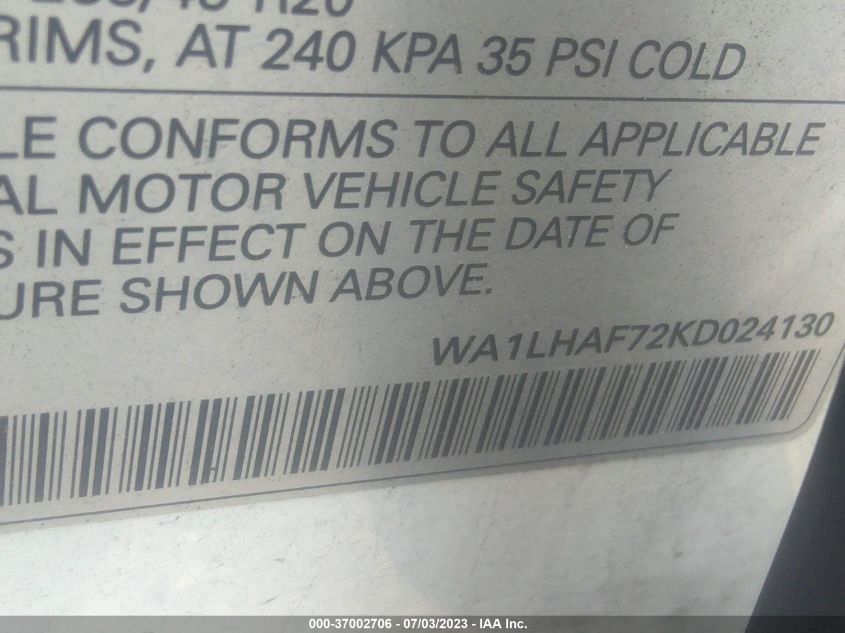 RIMS, AT 240 KPA 35 PSI COLD
LE CONFORMS TO ALL APPLICABLE
AL MOTOR VEHICLE SAFETY
S IN EFFECT ON THE DATE OF
URE SHOWN ABOVE.
WA1LHAF72KD024130
000-37002706 - 07/03/2023 - IAA Inc.